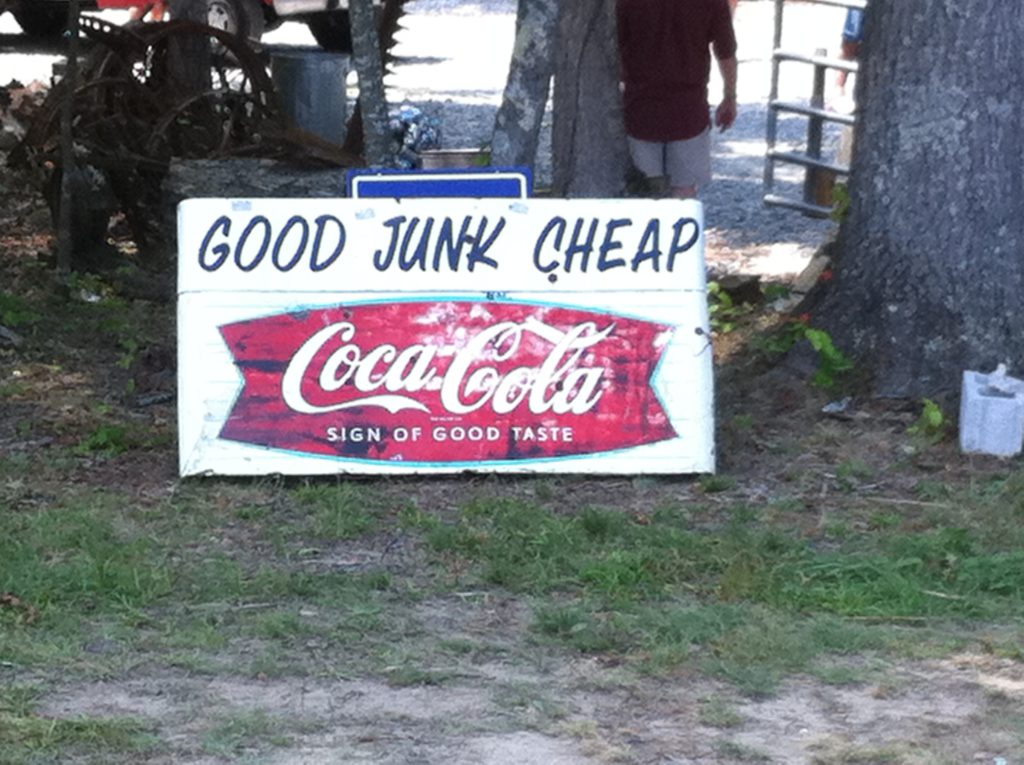 GOOD JUNK CHEAP
Coca-Cola
SIGN OF GOOD TASTE